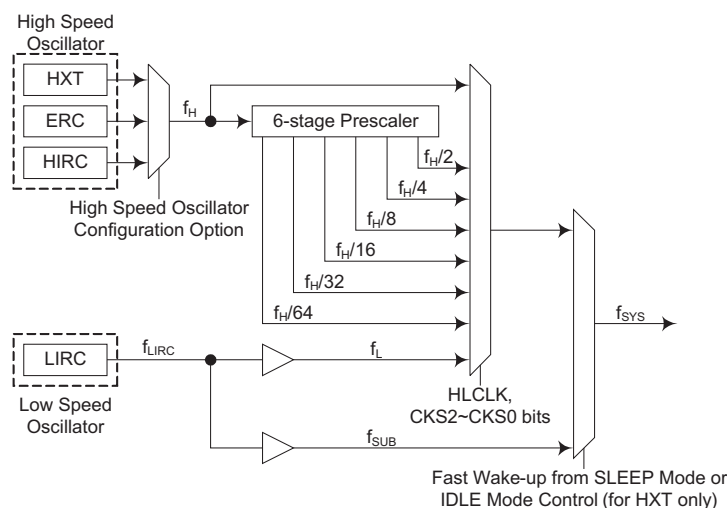 High Speed
Oscillator
HXT
ERC
HIRC
fH
6-stage Prescaler
High Speed Oscillator
Configuration Option
fH/2
fH/4
fH/8
fH/16
fH/32
fH/64
LIRC
fLIRC
fL
Low Speed
Oscillator
fSUB
HLCLK,
CKS2~CKS0 bits
fSYS
Fast Wake-up from SLEEP Mode or
IDLE Mode Control (for HXT only)